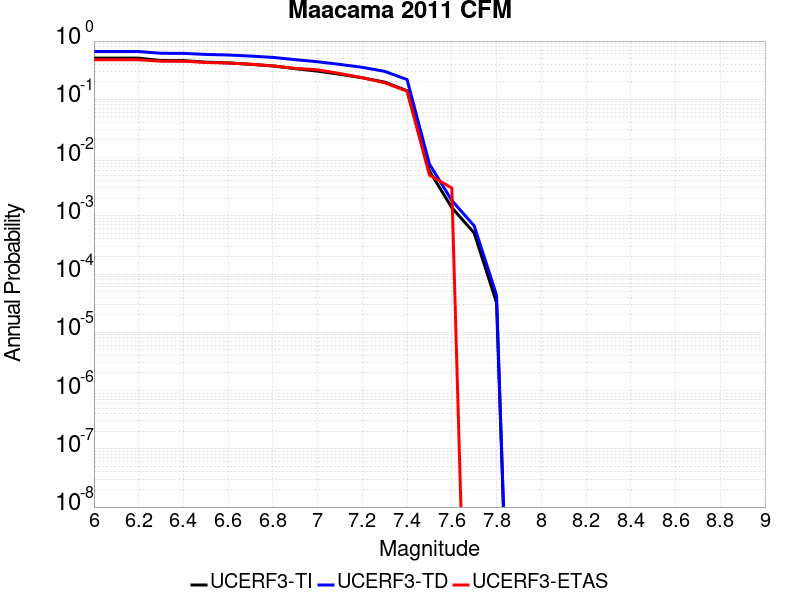 Maacama 2011 CFM
10^0
10^-1
10^-2
10^-3
10^-4
10^-5
10^-6
10^-7
10^-8
Annual Probability
6 6.2 6.4 6.6 6.8 7 7.2 7.4 7.6 7.8 8 8.2 8.4 8.6 8.8 9
Magnitude
UCERF3-TI UCERF3-TD UCERF3-ETAS